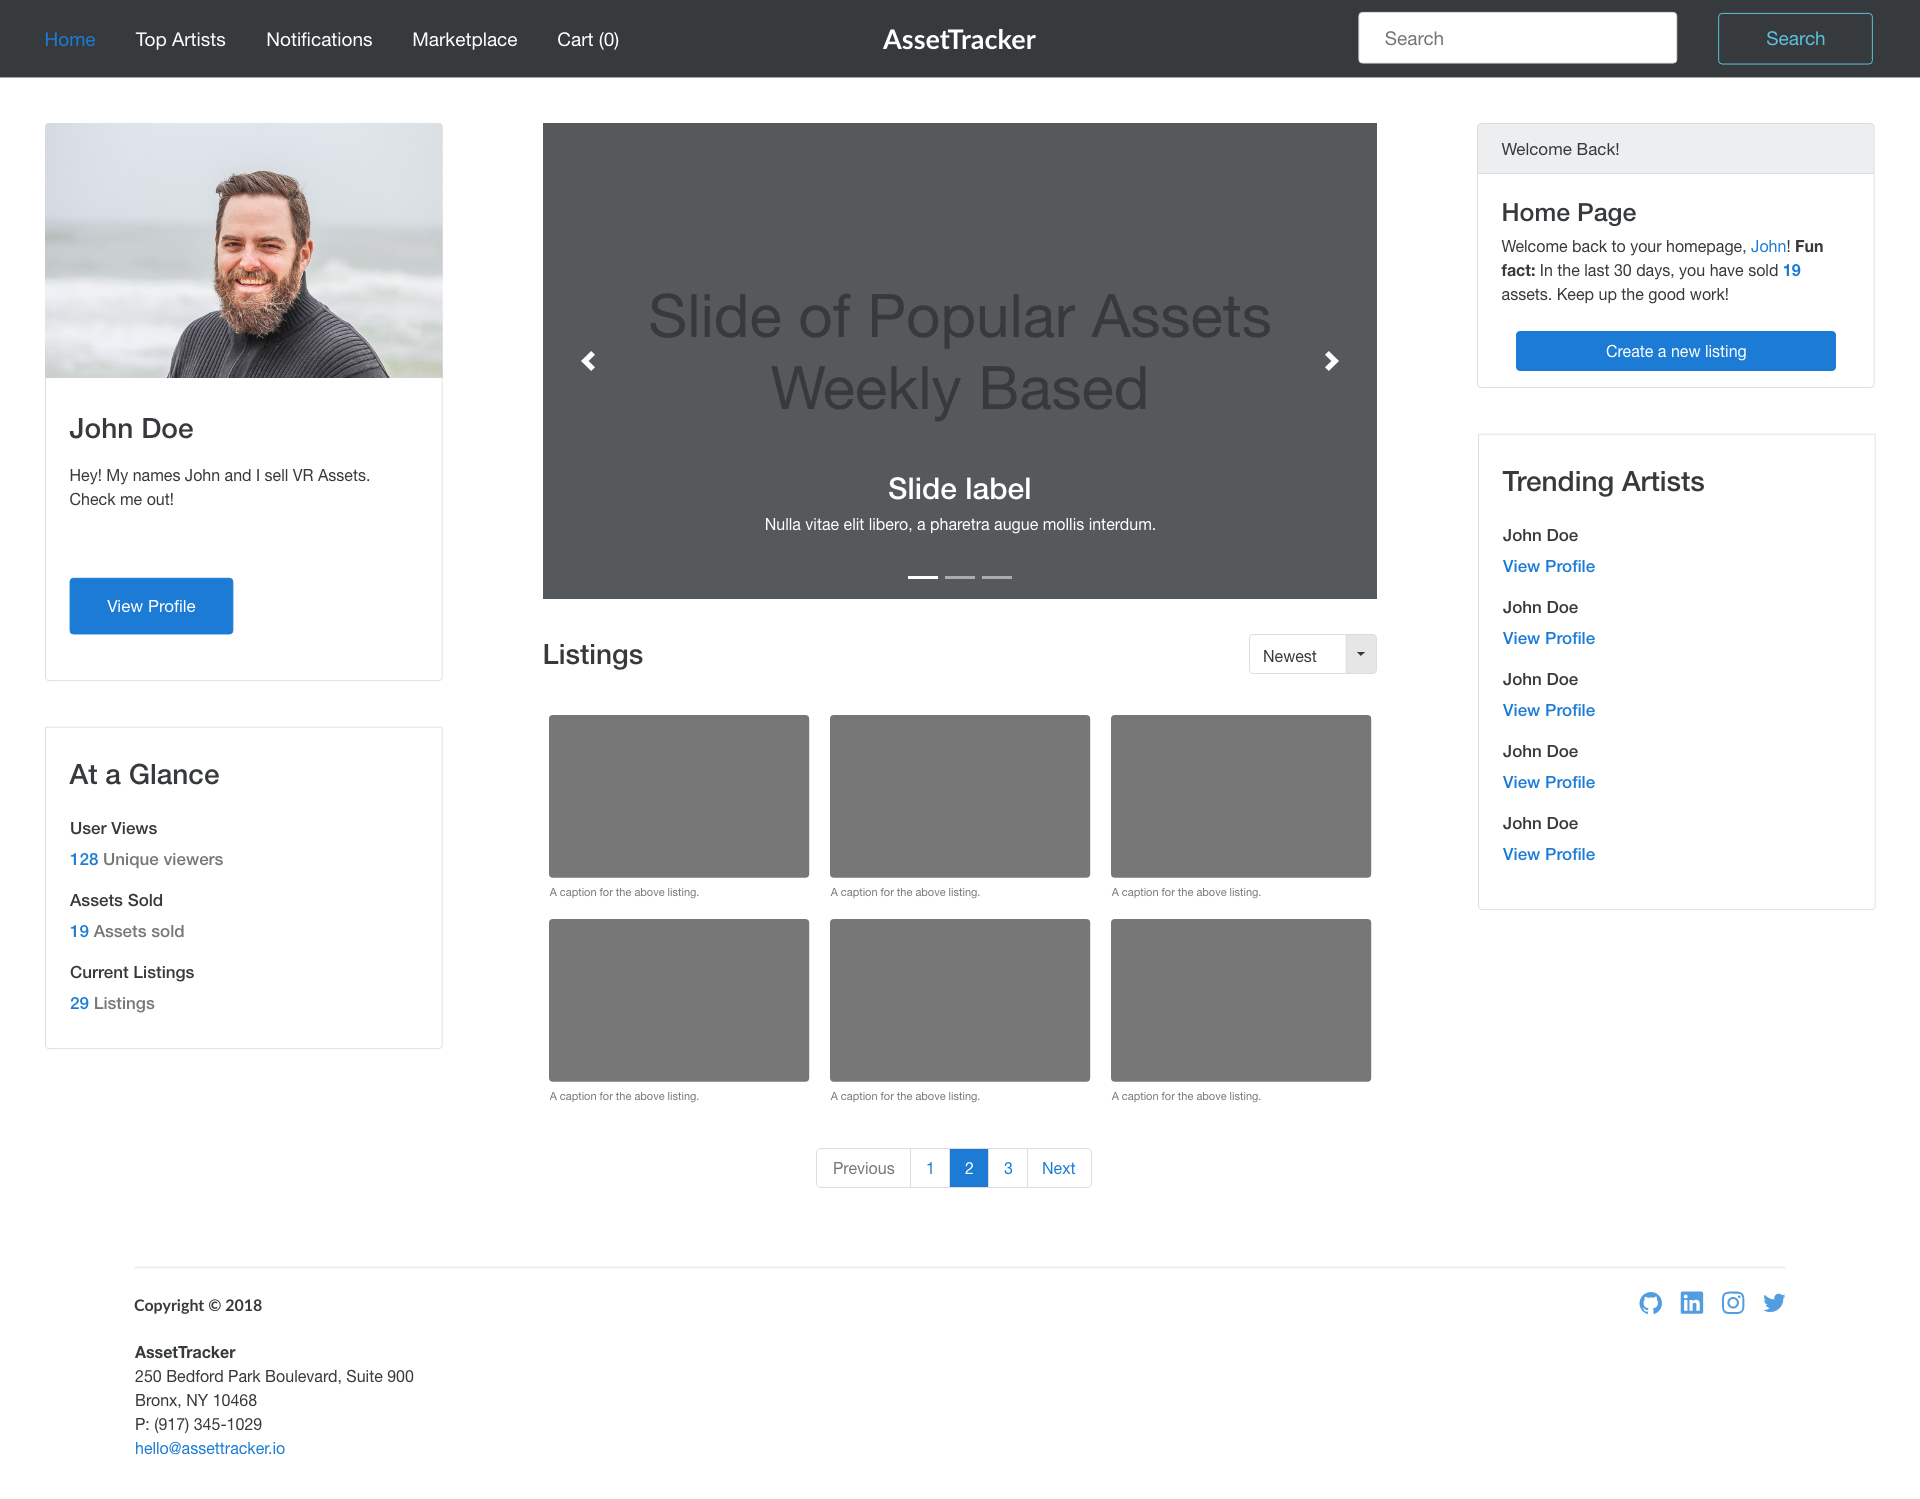 Home Top Artists Notifications Marketplace Cart (0) AssetTracker Search Search
John Doe
Hey! My names John and I sell VR Assets.
Check me out!
View Profile
At a Glance
User Views
128 Unique viewers
Assets Sold
19 Assets sold
Current Listings
29 Listings
Slide of Popular Assets
Weekly Based
Slide label
Nulla vitae elit libero, a pharetra augue mollis interdum.
Listings Newest
A caption for the above listing. A caption for the above listing. A caption for the above listing.
A caption for the above listing. A caption for the above listing. A caption for the above listing.
Previous 1 2 3 Next
Welcome Back!
Home Page
Welcome back to your homepage, John! Fun
fact: In the last 30 days, you have sold 19
assets. Keep up the good work!
Create a new listing
Trending Artists
John Doe
View Profile
John Doe
View Profile
John Doe
View Profile
John Doe
View Profile
John Doe
View Profile
Copyright © 2018
AssetTracker
250 Bedford Park Boulevard, Suite 900
Bronx, NY 10468
P: (917) 345-1029
hello@assettracker.io